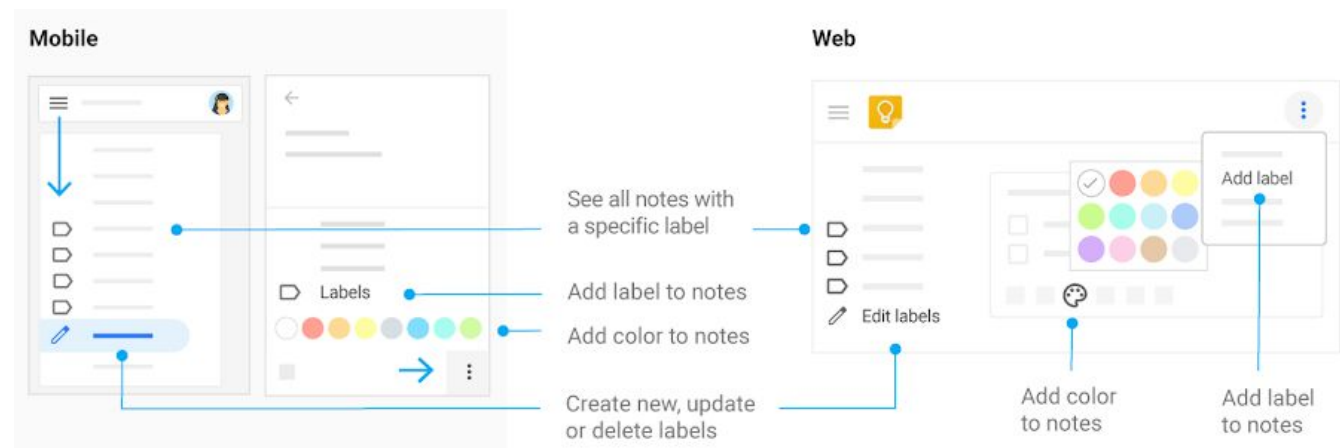 Mobile
Web
See all notes with
a specific label
Labels
Add label to notes
Add color to notes
Create new, update
or delete labels
Add label
Edit labels
Add color
to notes
Add label
to notes